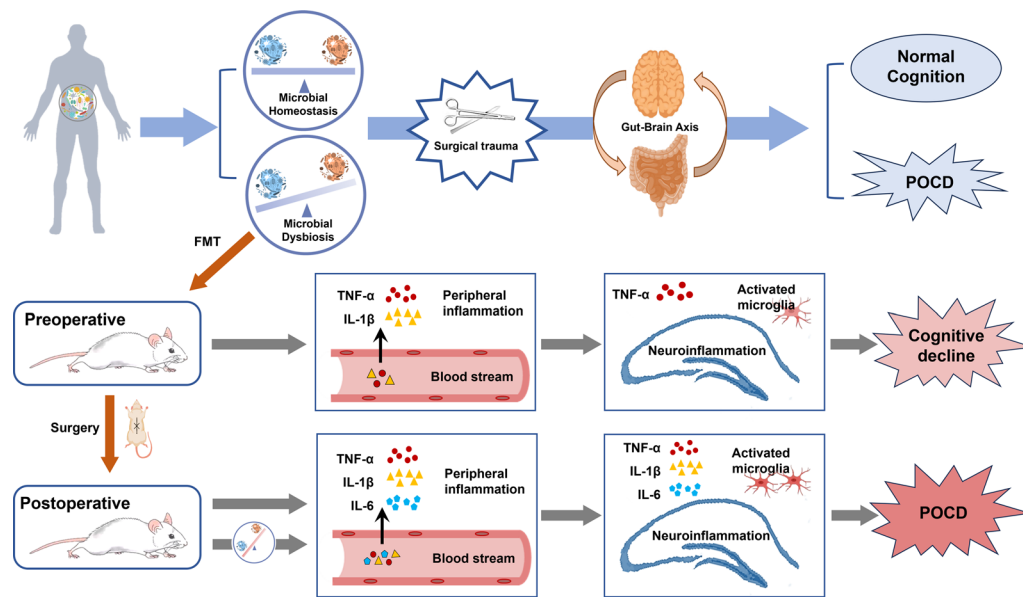 Microbial
Homeostasis
Microbial
Dysbiosis
Surgical trauma
Gut-Brain Axis
Normal
Cognition
POCD
FMT
Preoperative
TNF-α
IL-1β
Peripheral
inflammation
Blood stream
TNF-α
Activated
microglia
Neuroinflammation
Cognitive
decline
Surgery
Postoperative
TNF-α
IL-1β
IL-6
Peripheral
inflammation
Blood stream
TNF-α
IL-1β
IL-6
Activated
microglia
Neuroinflammation
POCD